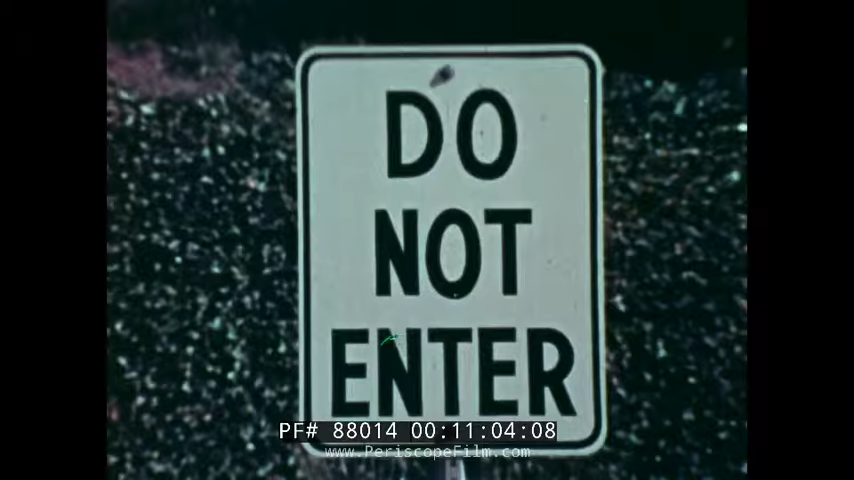 DO
NOT
ENTER
PF# 88014 00:11:04:08
www.PeriscopeFilm.com